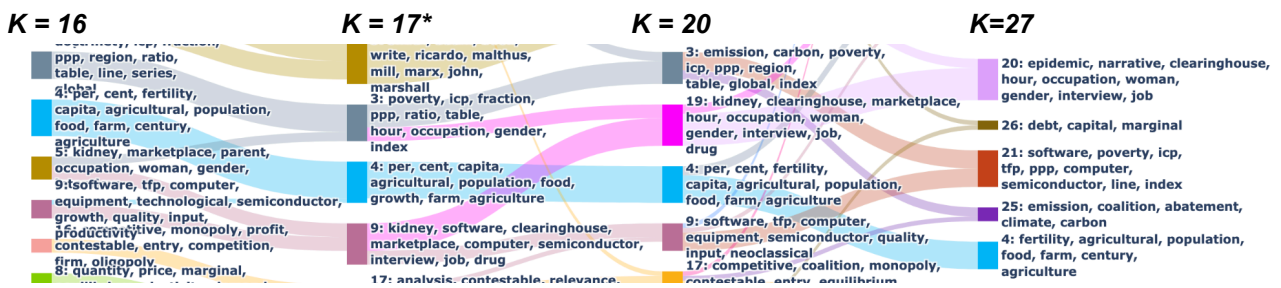 K = 16
K = 17*
K = 20
K=27
ppp, region, ratio,
table, line, series,
global
4: per, cent, fertility,
capita, agricultural, population,
food, farm, century,
agriculture
5: kidney, marketplace, parent,
occupation, woman, gender,
9: software, tfp, computer,
equipment, technological, semiconductor,
growth, quality, input,
productivity
monopoly, profit,
contestable, entry, competition,
firm, oligopoly
8: quantity, price, marginal,
write, ricardo, malthus,
mill, marx, john,
marshall
3: poverty, icp, fraction,
ppp, ratio, table,
hour, occupation, gender,
index
4: per, cent, capita,
agricultural, population, food,
growth, farm, agriculture
9: kidney, software, clearinghouse,
marketplace, computer, semiconductor,
interview, job, drug
17: analysis, contestable, relevance,
3: emission, carbon, poverty,
icp, ppp, region,
table, global, index
19: kidney, clearinghouse, marketplace,
hour, occupation, woman,
gender, interview, job,
drug
4: per, cent, fertility,
capita, agricultural, population,
food, farm, agriculture
9: software, tfp, computer,
equipment, semiconductor, quality,
input, neoclassical
17: competitive, coalition, monopoly,
contestable, entry, equilibrium
20: epidemic, narrative, clearinghouse,
hour, occupation, woman,
gender, interview, job
26: debt, capital, marginal
21: software, poverty, icp,
tfp, ppp, computer,
semiconductor, line, index
25: emission, coalition, abatement,
climate, carbon
4: fertility, agricultural, population,
food, farm, century,
agriculture